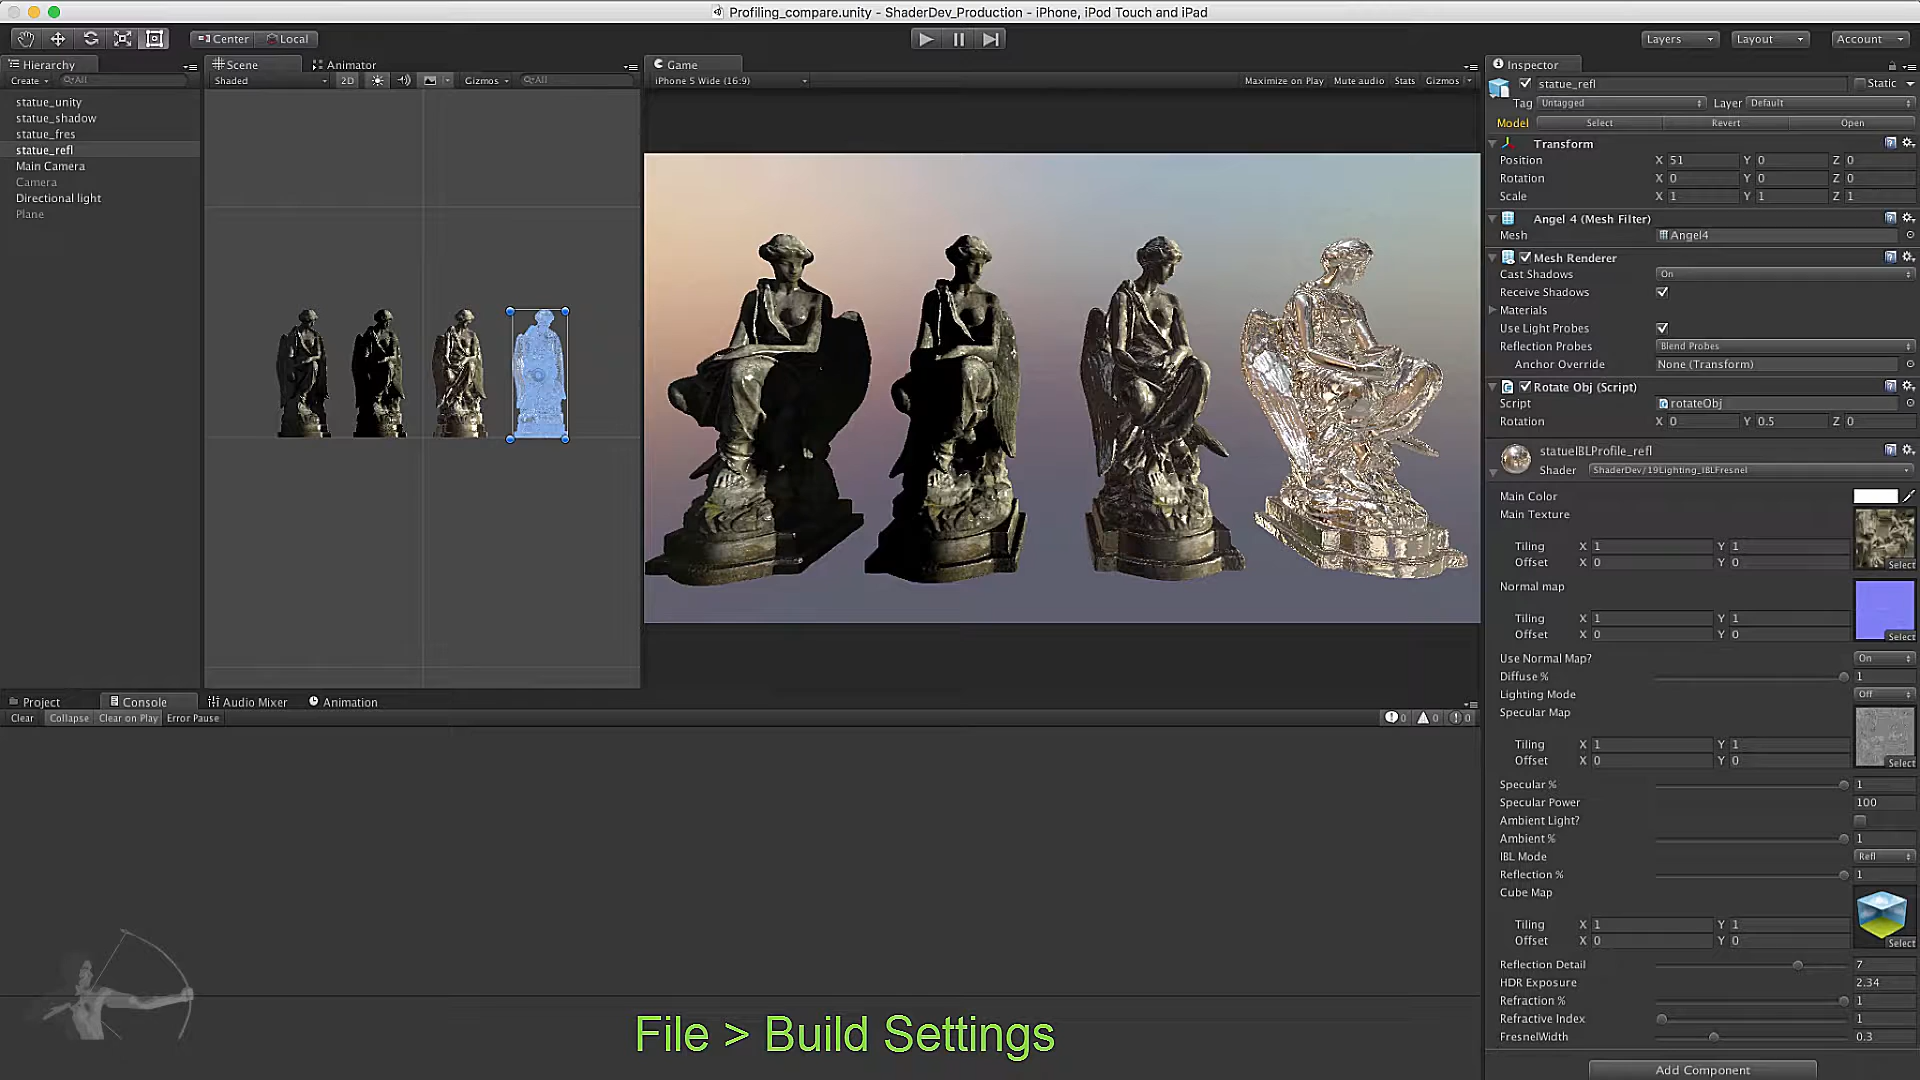 Profiling_compare.unity - ShaderDev_Production - iPhone, iPod Touch and iPad
Center Local Layers Layout Account
Hierarchy
Create All
statue_unity
statue_shadow
statue_fres
statue_refl
Main Camera
Camera
Directional light
Plane
Scene Animator
Shaded 2D Gizmos All
Game
iPhone 5 Wide (16:9) Maximize on Play Mute audio Stats Gizmos
Inspector
statue_refl Static
Tag Untagged Layer Default
Model Select Revert Open
Transform
Position X 51 Y 0 Z 0
Rotation X 0 Y 0 Z 0
Scale X 1 Y 1 Z 1
Angel 4 (Mesh Filter)
Mesh Angel4
Mesh Renderer
Cast Shadows On
Receive Shadows
Materials
Use Light Probes
Reflection Probes Blend Probes
Anchor Override None (Transform)
Rotate Obj (Script)
Script rotateObj
Rotation X 0 Y 0.5 Z 0
statueIBLProfile_refl
Shader ShaderDev/19Lighting_IBLFresnel
Main Color
Main Texture
Tiling X 1 Y 1
Offset X 0 Y 0 Select
Normal map
Tiling X 1 Y 1
Offset X 0 Y 0 Select
Use Normal Map? On
Diffuse % 1
Lighting Mode Off
Specular Map
Tiling X 1 Y 1
Offset X 0 Y 0 Select
Specular % 1
Specular Power 100
Ambient Light?
Ambient % 1
IBL Mode Refl
Reflection % 1
Cube Map
Tiling X 1 Y 1
Offset X 0 Y 0 Select
Reflection Detail 7
HDR Exposure 2.34
Refraction % 1
Refractive Index 1
FresnelWidth 0.3
Add Component
Project Console Audio Mixer Animation
Clear Collapse Clear on Play Error Pause 0 0 0
File > Build Settings